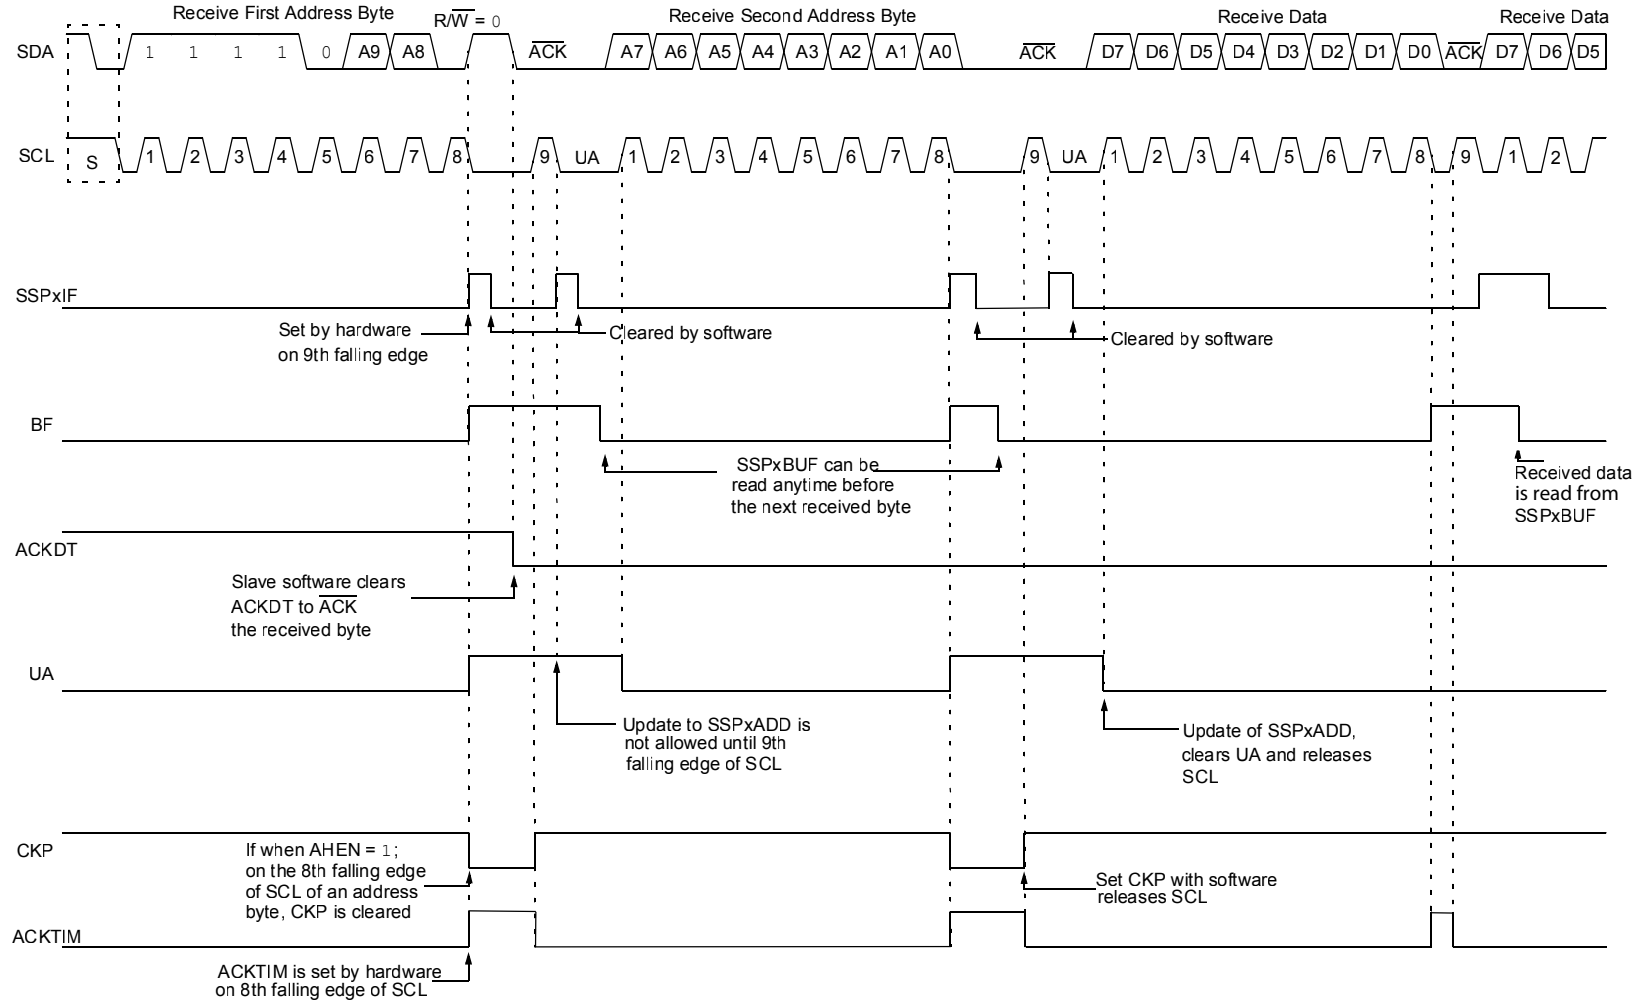 Receive First Address Byte
R/W = 0
Receive Second Address Byte
Receive Data
Receive Data
SDA
1 1 1 1 0 A9 A8
ACK
A7 A6 A5 A4 A3 A2 A1 A0
ACK
D7 D6 D5 D4 D3 D2 D1 D0
ACK
D7 D6 D5
SCL
S
1 2 3 4 5 6 7 8 9 UA 1 2 3 4 5 6 7 8 9 UA 1 2 3 4 5 6 7 8 9 1 2
SSPxIF
Set by hardware
on 9th falling edge
Cleared by software
Cleared by software
BF
SSPxBUF can be
read anytime before
the next received byte
Received data
is read from
SSPxBUF
ACKDT
Slave software clears
ACKDT to ACK
the received byte
UA
Update to SSPxADD is
not allowed until 9th
falling edge of SCL
Update of SSPxADD,
clears UA and releases
SCL
CKP
If when AHEN = 1;
on the 8th falling edge
of SCL of an address
byte, CKP is cleared
Set CKP with software
releases SCL
ACKTIM
ACKTIM is set by hardware
on 8th falling edge of SCL